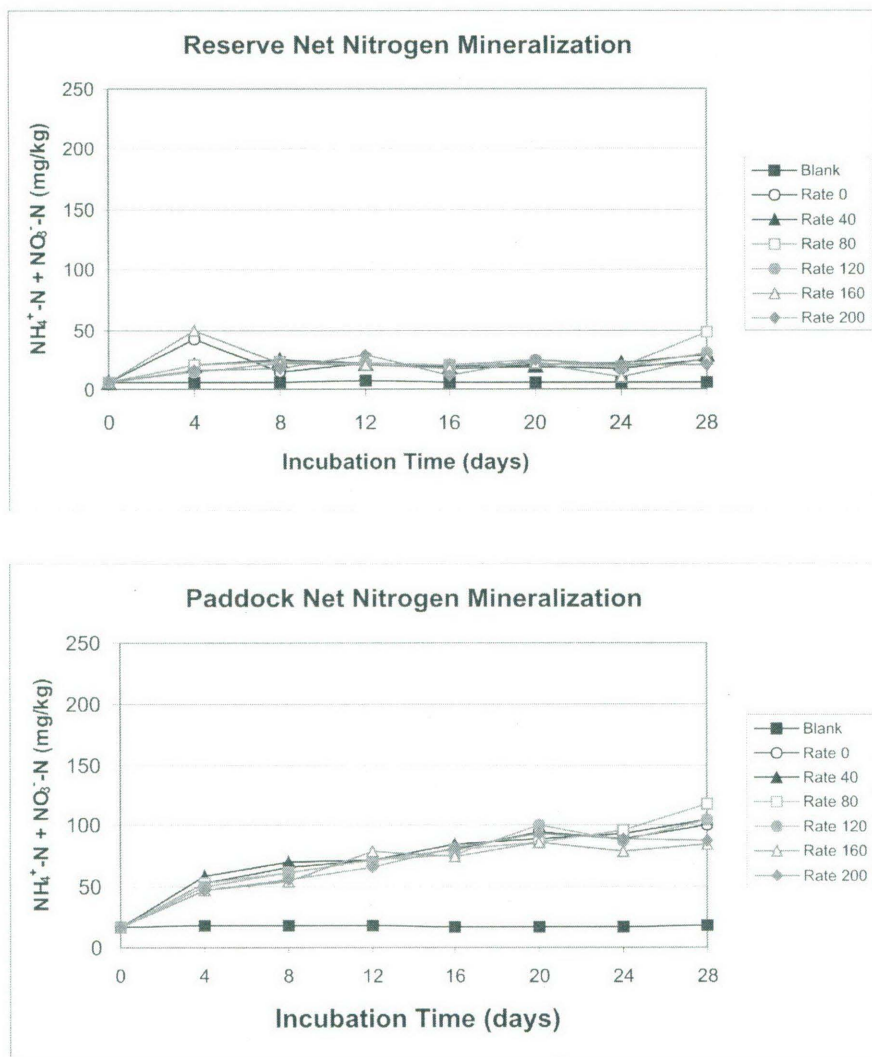 Reserve Net Nitrogen Mineralization
NH₄⁺-N + NO₃⁻-N (mg/kg)
250
200
150
100
50
0
0 4 8 12 16 20 24 28
Incubation Time (days)
Blank
Rate 0
Rate 40
Rate 80
Rate 120
Rate 160
Rate 200
Paddock Net Nitrogen Mineralization
NH₄⁺-N + NO₃⁻-N (mg/kg)
250
200
150
100
50
0
0 4 8 12 16 20 24 28
Incubation Time (days)
Blank
Rate 0
Rate 40
Rate 80
Rate 120
Rate 160
Rate 200